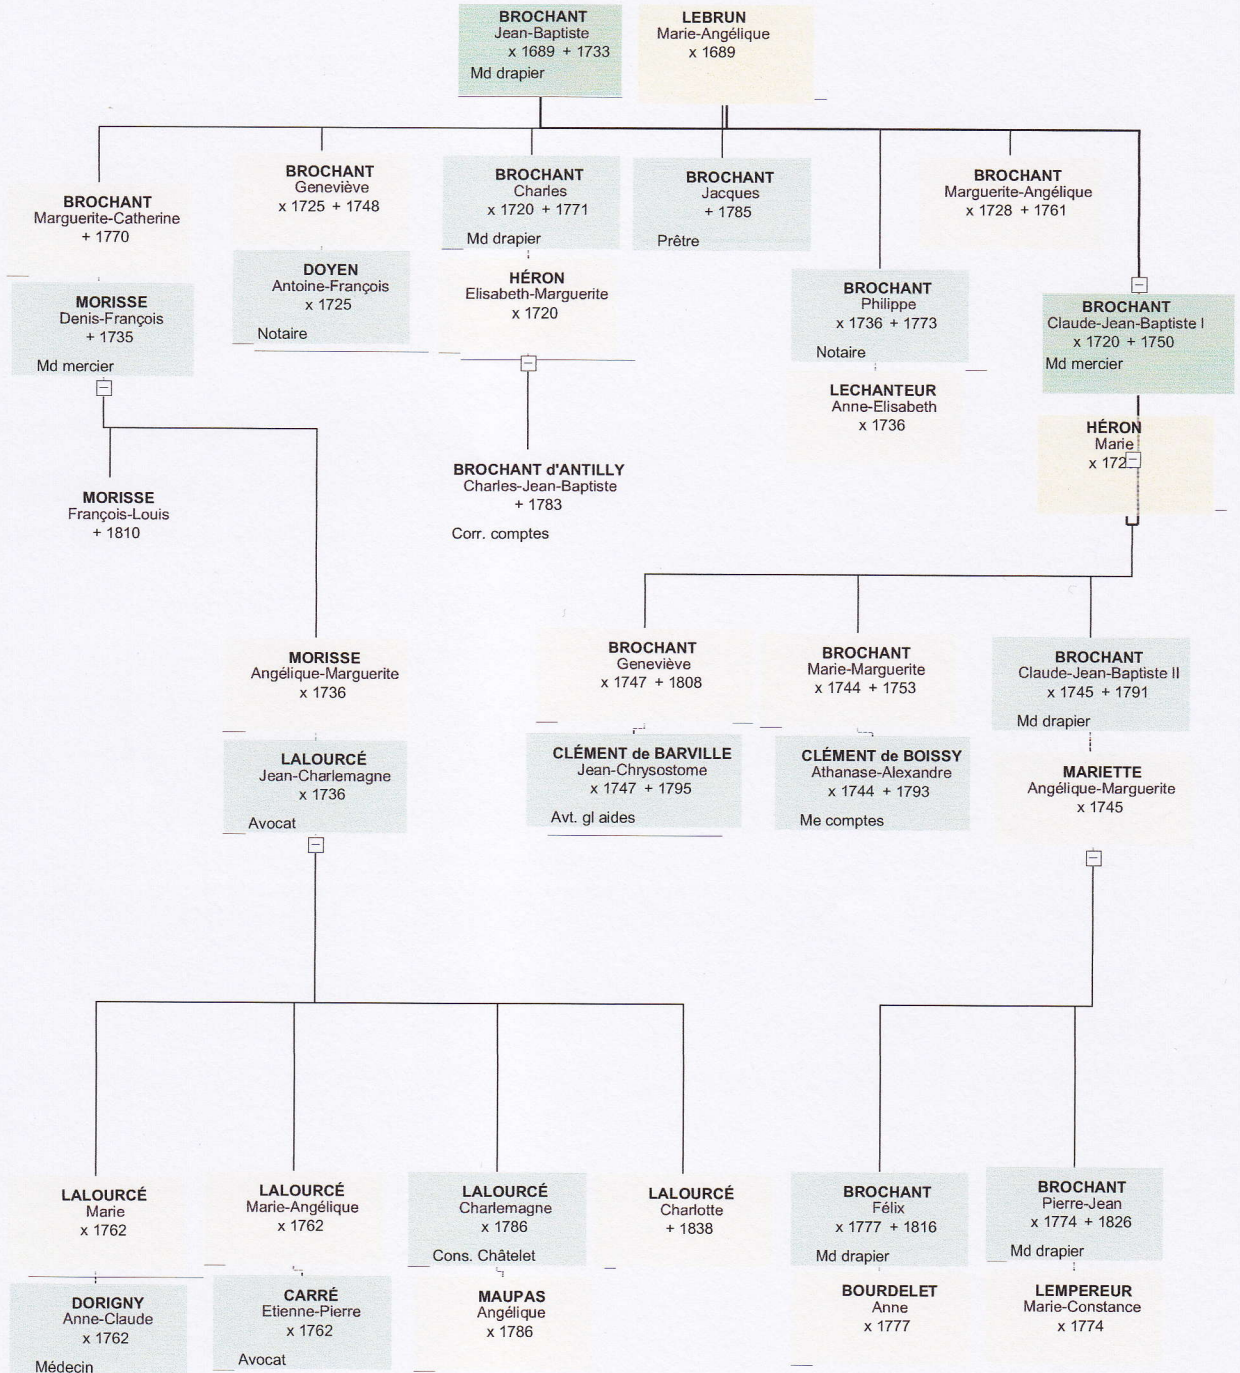 BROCHANT
Jean-Baptiste
x 1689 + 1733
Md drapier
LEBRUN
Marie-Angélique
x 1689
BROCHANT
Marguerite-Catherine
+ 1770
BROCHANT
Geneviève
x 1725 + 1748
BROCHANT
Charles
x 1720 + 1771
Md drapier
BROCHANT
Jacques
+ 1785
Prêtre
BROCHANT
Marguerite-Angélique
x 1728 + 1761
MORISSE
Denis-François
+ 1735
Md mercier
DOYEN
Antoine-François
x 1725
Notaire
HÉRON
Elisabeth-Marguerite
x 1720
BROCHANT
Philippe
x 1736 + 1773
Notaire
BROCHANT
Claude-Jean-Baptiste I
x 1720 + 1750
Md mercier
LECHANTEUR
Anne-Elisabeth
x 1736
HÉRON
Marie
x 172
MORISSE
François-Louis
+ 1810
BROCHANT d'ANTILLY
Charles-Jean-Baptiste
+ 1783
Corr. comptes
MORISSE
Angélique-Marguerite
x 1736
BROCHANT
Geneviève
x 1747 + 1808
BROCHANT
Marie-Marguerite
x 1744 + 1753
BROCHANT
Claude-Jean-Baptiste II
x 1745 + 1791
Md drapier
LALOURCÉ
Jean-Charlemagne
x 1736
Avocat
CLÉMENT de BARVILLE
Jean-Chrysostome
x 1747 + 1795
Avt. gl aides
CLÉMENT de BOISSY
Athanase-Alexandre
x 1744 + 1793
Me comptes
MARIETTE
Angélique-Marguerite
x 1745
LALOURCÉ
Marie
x 1762
LALOURCÉ
Marie-Angélique
x 1762
LALOURCÉ
Charlemagne
x 1786
Cons. Châtelet
LALOURCÉ
Charlotte
+ 1838
BROCHANT
Félix
x 1777 + 1816
Md drapier
BROCHANT
Pierre-Jean
x 1774 + 1826
Md drapier
DORIGNY
Anne-Claude
x 1762
Médecin
CARRÉ
Etienne-Pierre
x 1762
Avocat
MAUPAS
Angélique
x 1786
BOURDELET
Anne
x 1777
LEMPEREUR
Marie-Constance
x 1774